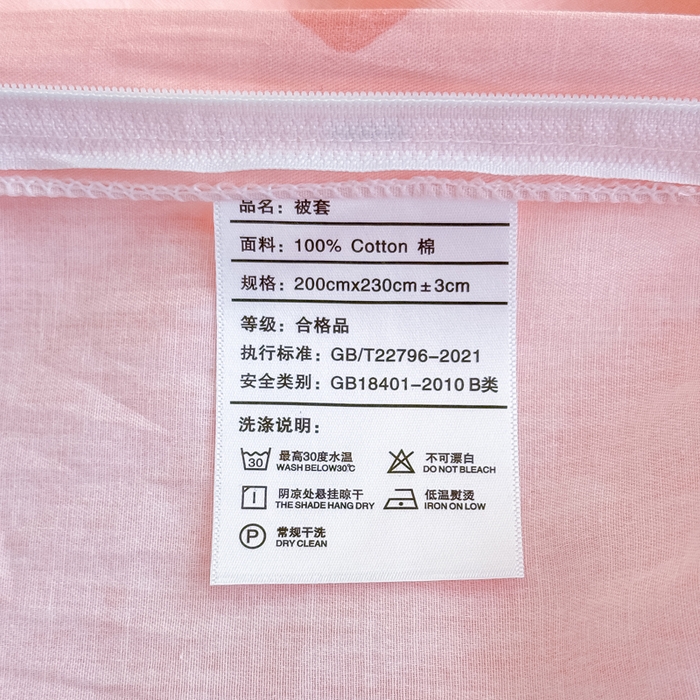 品名：被套
面料：100% Cotton 棉
规格：200cmx230cm±3cm
等级：合格品
执行标准：GB/T22796-2021
安全类别：GB18401-2010 B类
洗涤说明：
30 最高30度水温 不可漂白
WASH BELOW30℃ DO NOT BLEACH
阴凉处悬挂晾干 低温熨烫
THE SHADE HANG DRY IRON ON LOW
P 常规干洗
DRY CLEAN